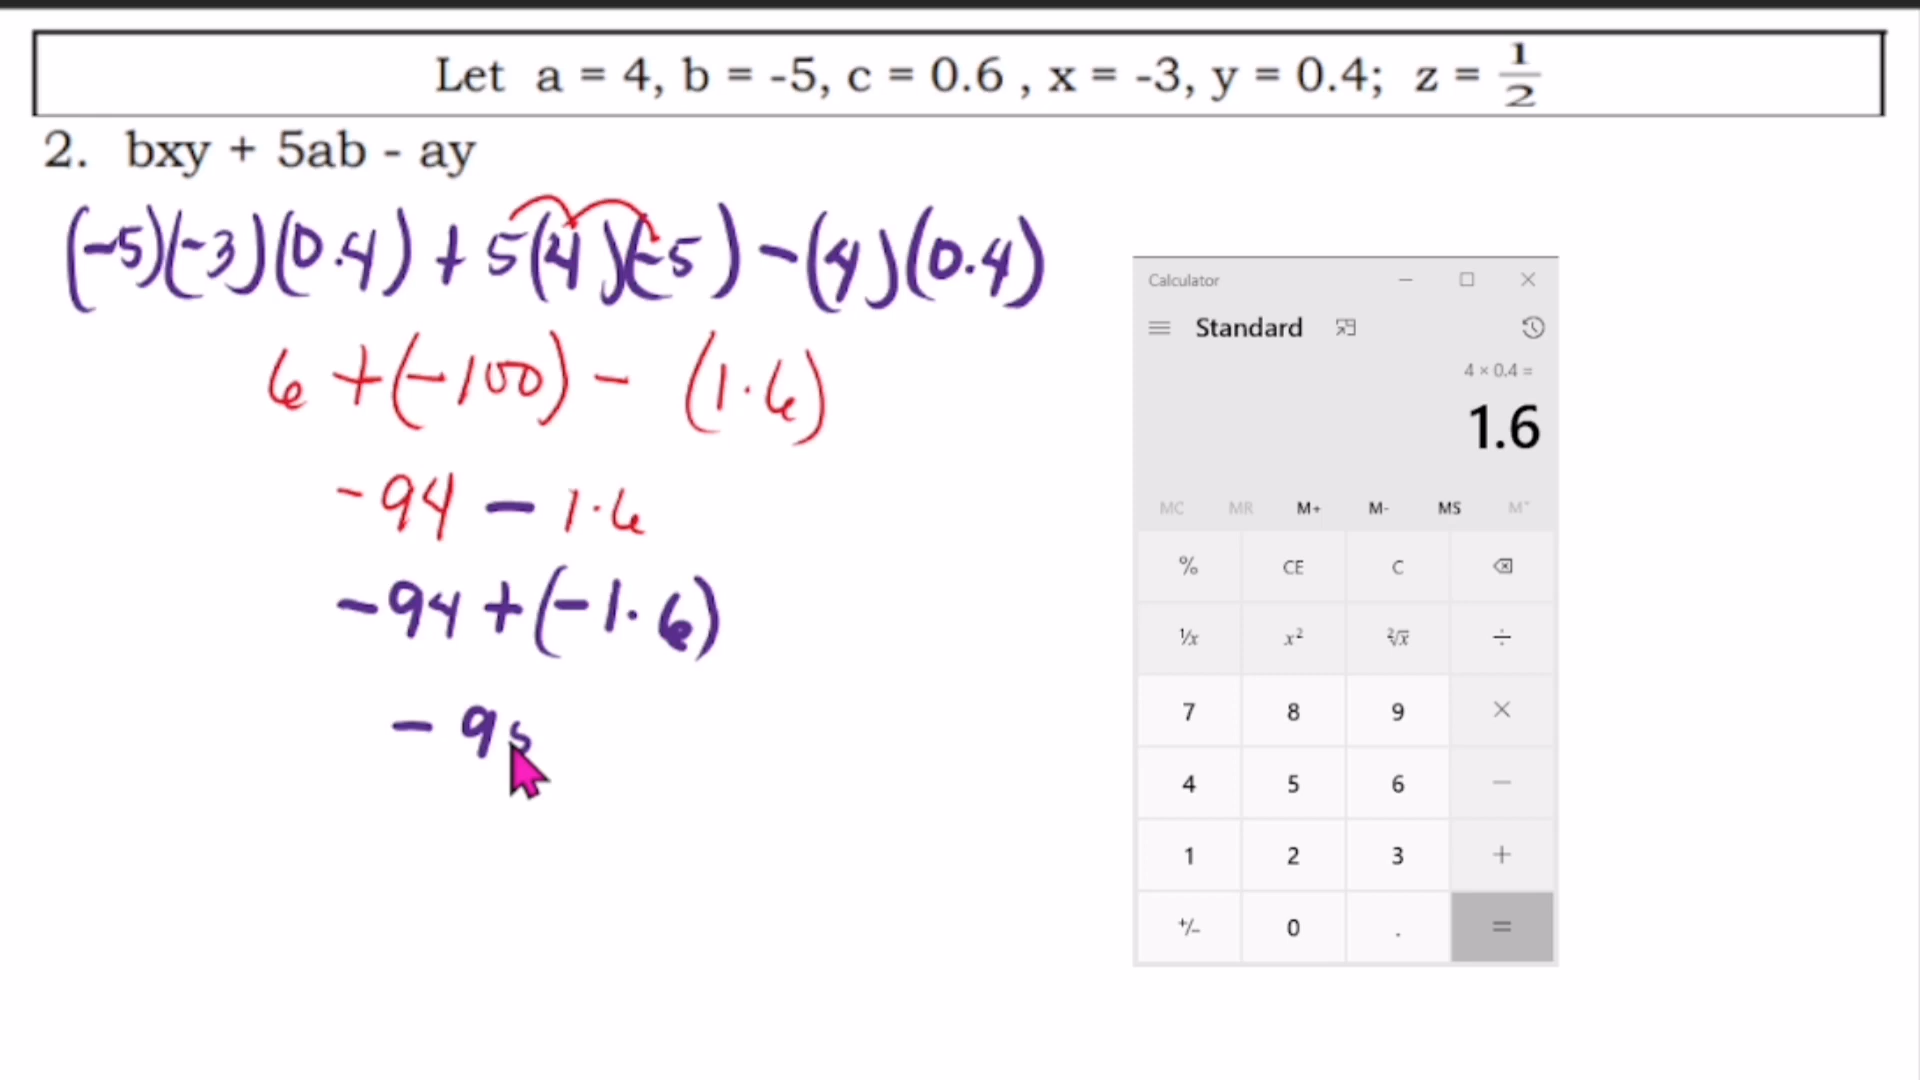 Let a = 4, b = -5, c = 0.6 , x = -3, y = 0.4; z = 1/2
2. bxy + 5ab - ay
(-5)(-3)(0.4) + 5(4)(-5) - (4)(0.4)
6 + (-100) - (1.6)
-94 - 1.6
-94 + (-1.6)
- 95
Calculator
Standard
4 × 0.4 =
1.6
MC MR M+ M- MS M˅
% CE C
¹/x x² ²√x ÷
7 8 9 ×
4 5 6 −
1 2 3 +
+/− 0 . =